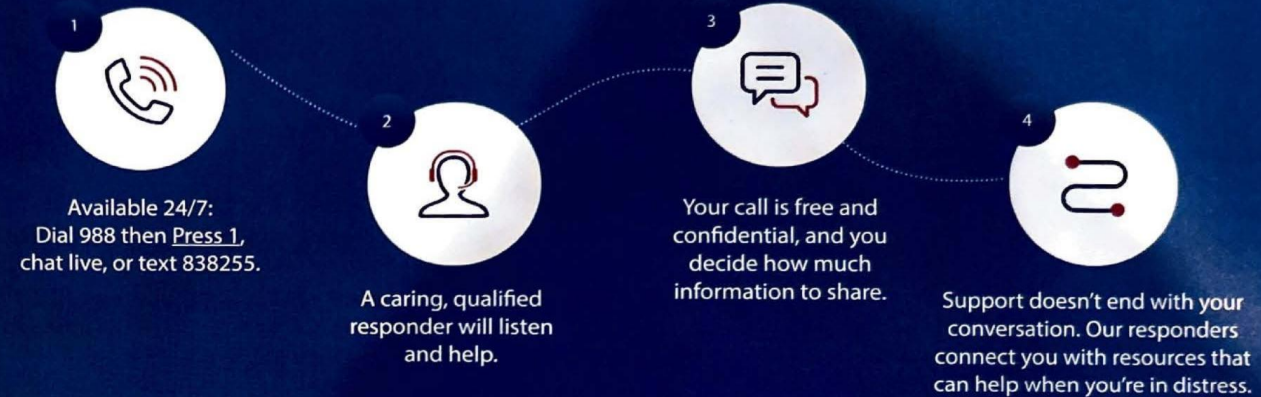 1
Available 24/7:
Dial 988 then Press 1,
chat live, or text 838255.
2
A caring, qualified
responder will listen
and help.
3
Your call is free and
confidential, and you
decide how much
information to share.
4
Support doesn’t end with your
conversation. Our responders
connect you with resources that
can help when you’re in distress.